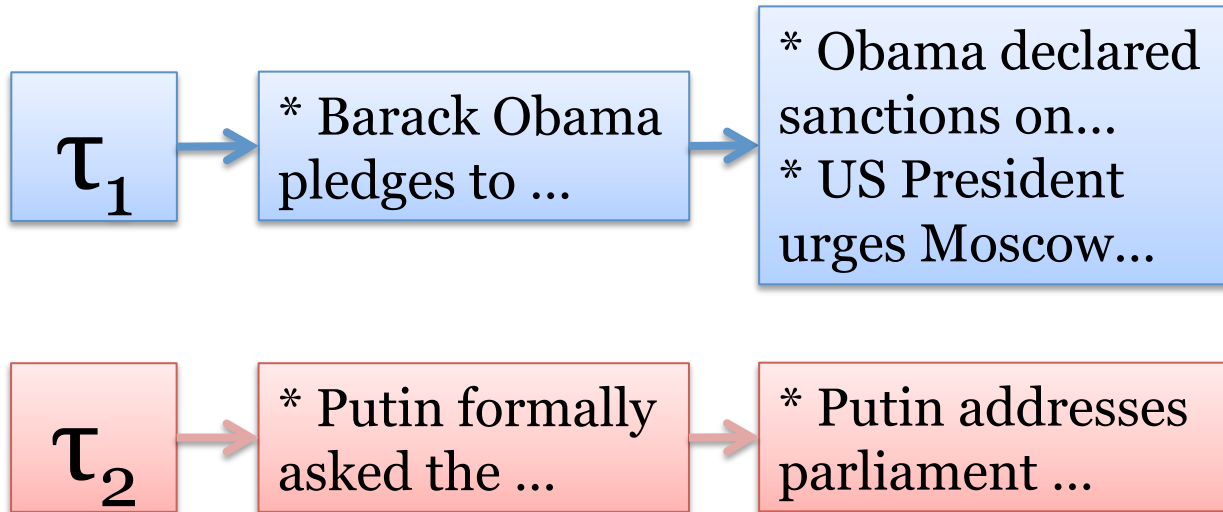 τ1
* Barack Obama
pledges to ...
* Obama declared
sanctions on...
* US President
urges Moscow...
τ2
* Putin formally
asked the ...
* Putin addresses
parliament ...